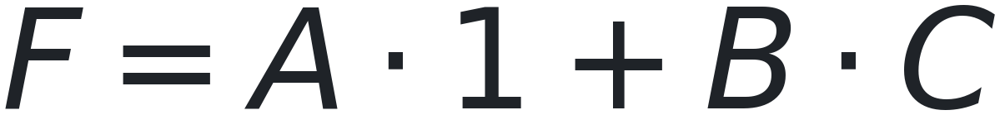 F = A · 1 + B · C